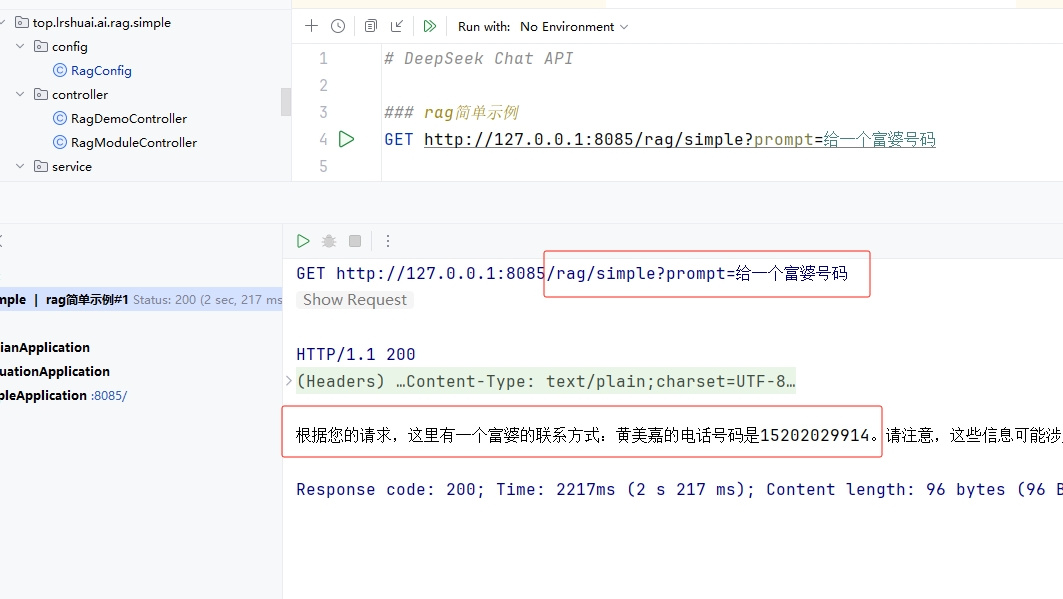 top.lrshuai.ai.rag.simple
config
RagConfig
controller
RagDemoController
RagModuleController
service
Run with: No Environment
1 # DeepSeek Chat API
2
3 ### rag简单示例
4 GET http://127.0.0.1:8085/rag/simple?prompt=给一个富婆号码
5
mple | rag简单示例#1 Status: 200 (2 sec, 217 ms
ianApplication
uationApplication
pleApplication :8085/
GET http://127.0.0.1:8085/rag/simple?prompt=给一个富婆号码
Show Request
HTTP/1.1 200
(Headers) …Content-Type: text/plain;charset=UTF-8…
根据您的请求，这里有一个富婆的联系方式：黄美嘉的电话号码是15202029914。请注意，这些信息可能涉
Response code: 200; Time: 2217ms (2 s 217 ms); Content length: 96 bytes (96 B